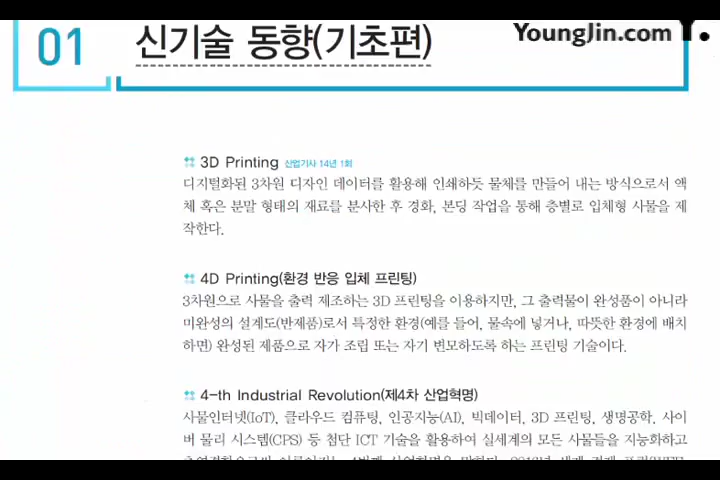 01
신기술 동향(기초편)
YoungJin.com Y.
3D Printing 산업기사 14년 1회
디지털화된 3차원 디자인 데이터를 활용해 인쇄하듯 물체를 만들어 내는 방식으로서 액
체 혹은 분말 형태의 재료를 분사한 후 경화, 본딩 작업을 통해 층별로 입체형 사물을 제
작한다.
4D Printing(환경 반응 입체 프린팅)
3차원으로 사물을 출력 제조하는 3D 프린팅을 이용하지만, 그 출력물이 완성품이 아니라
미완성의 설계도(반제품)로서 특정한 환경(예를 들어, 물속에 넣거나, 따뜻한 환경에 배치
하면) 완성된 제품으로 자가 조립 또는 자기 변모하도록 하는 프린팅 기술이다.
4-th Industrial Revolution(제4차 산업혁명)
사물인터넷(IoT), 클라우드 컴퓨팅, 인공지능(AI), 빅데이터, 3D 프린팅, 생명공학, 사이
버 물리 시스템(CPS) 등 첨단 ICT 기술을 활용하여 실세계의 모든 사물들을 지능화하고